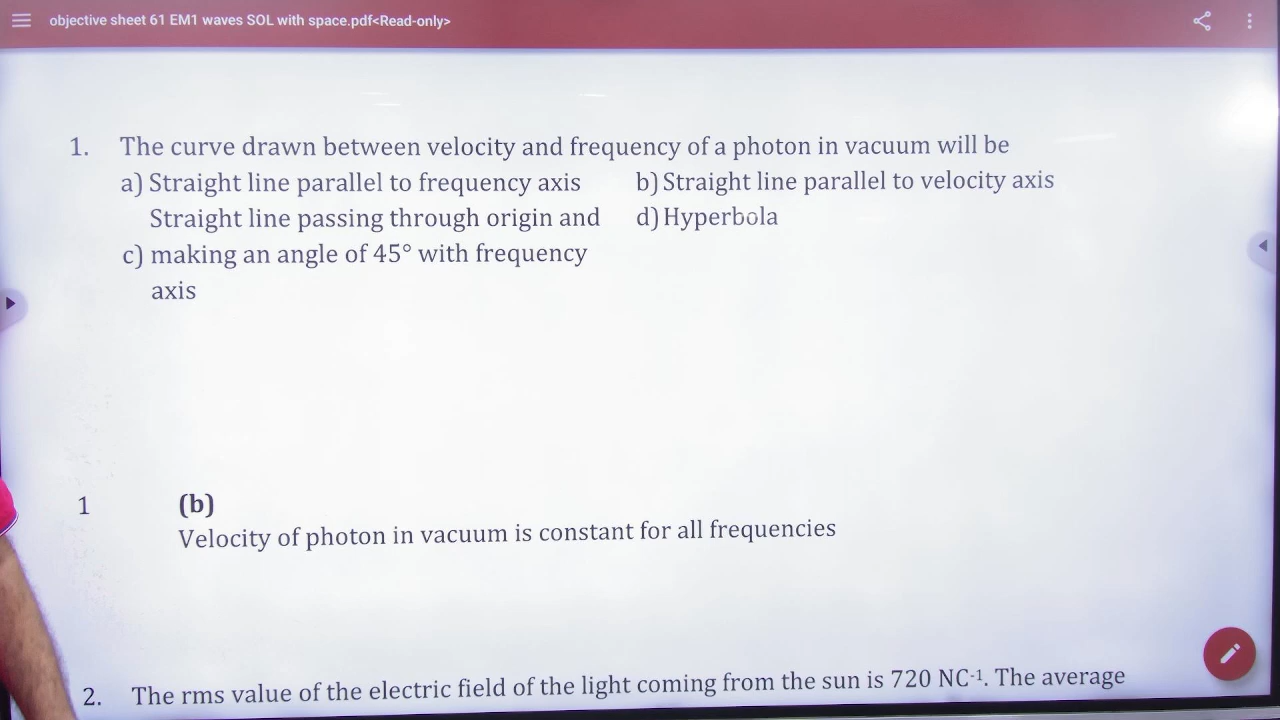 objective sheet 61 EM1 waves SOL with space.pdf<Read-only>
1. The curve drawn between velocity and frequency of a photon in vacuum will be
a) Straight line parallel to frequency axis b) Straight line parallel to velocity axis
Straight line passing through origin and d) Hyperbola
c) making an angle of 45° with frequency
axis
1 (b)
Velocity of photon in vacuum is constant for all frequencies
2. The rms value of the electric field of the light coming from the sun is 720 NC⁻¹. The average